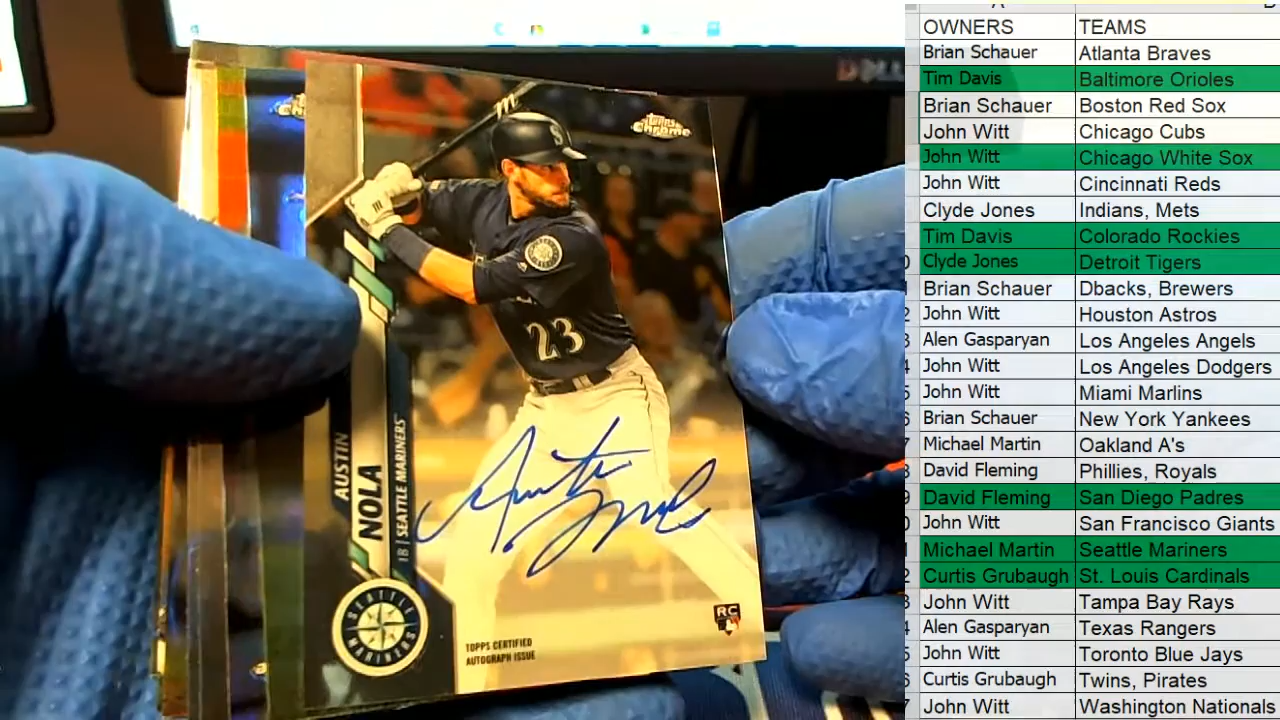 Topps
Chrome
S
m
m
23
AUSTIN
NOLA
1B | SEATTLE MARINERS
SEATTLE
MARINERS
Austin Nola
TOPPS CERTIFIED
AUTOGRAPH ISSUE
RC
DELL
OWNERS TEAMS
Brian Schauer Atlanta Braves
Tim Davis Baltimore Orioles
Brian Schauer Boston Red Sox
John Witt Chicago Cubs
John Witt Chicago White Sox
John Witt Cincinnati Reds
Clyde Jones Indians, Mets
Tim Davis Colorado Rockies
Clyde Jones Detroit Tigers
Brian Schauer Dbacks, Brewers
John Witt Houston Astros
Alen Gasparyan Los Angeles Angels
John Witt Los Angeles Dodgers
John Witt Miami Marlins
Brian Schauer New York Yankees
Michael Martin Oakland A's
David Fleming Phillies, Royals
David Fleming San Diego Padres
John Witt San Francisco Giants
Michael Martin Seattle Mariners
Curtis Grubaugh St. Louis Cardinals
John Witt Tampa Bay Rays
Alen Gasparyan Texas Rangers
John Witt Toronto Blue Jays
Curtis Grubaugh Twins, Pirates
John Witt Washington Nationals